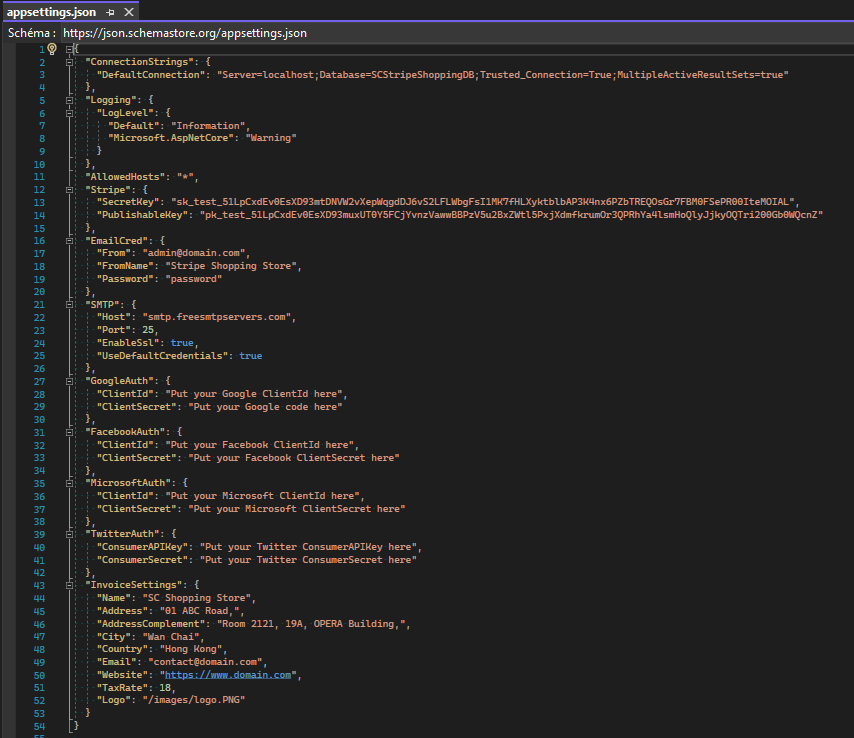 appsettings.json
Schéma : https://json.schemastore.org/appsettings.json
1 {
2 "ConnectionStrings": {
3 "DefaultConnection": "Server=localhost;Database=SCStripeShoppingDB;Trusted_Connection=True;MultipleActiveResultSets=true"
4 },
5 "Logging": {
6 "LogLevel": {
7 "Default": "Information",
8 "Microsoft.AspNetCore": "Warning"
9 }
10 },
11 "AllowedHosts": "*",
12 "Stripe": {
13 "SecretKey":
14 "PublishableKey":
15 },
16 "EmailCred": {
17 "From": "admin@domain.com",
18 "FromName": "Stripe Shopping Store",
19 "Password": "password"
20 },
21 "SMTP": {
22 "Host": "smtp.freesmtpservers.com",
23 "Port": 25,
24 "EnableSsl": true,
25 "UseDefaultCredentials": true
26 },
27 "GoogleAuth": {
28 "ClientId": "Put your Google ClientId here",
29 "ClientSecret": "Put your Google code here"
30 },
31 "FacebookAuth": {
32 "ClientId": "Put your Facebook ClientId here",
33 "ClientSecret": "Put your Facebook ClientSecret here"
34 },
35 "MicrosoftAuth": {
36 "ClientId": "Put your Microsoft ClientId here",
37 "ClientSecret": "Put your Microsoft ClientSecret here"
38 },
39 "TwitterAuth": {
40 "ConsumerAPIKey": "Put your Twitter ConsumerAPIKey here",
41 "ConsumerSecret": "Put your Twitter ConsumerSecret here"
42 },
43 "InvoiceSettings": {
44 "Name": "SC Shopping Store",
45 "Address": "01 ABC Road,",
46 "AddressComplement": "Room 2121, 19A, OPERA Building,",
47 "City": "Wan Chai",
48 "Country": "Hong Kong",
49 "Email": "contact@domain.com",
50 "Website": "https://www.domain.com",
51 "TaxRate": 18,
52 "Logo": "/images/logo.PNG"
53 }
54 }